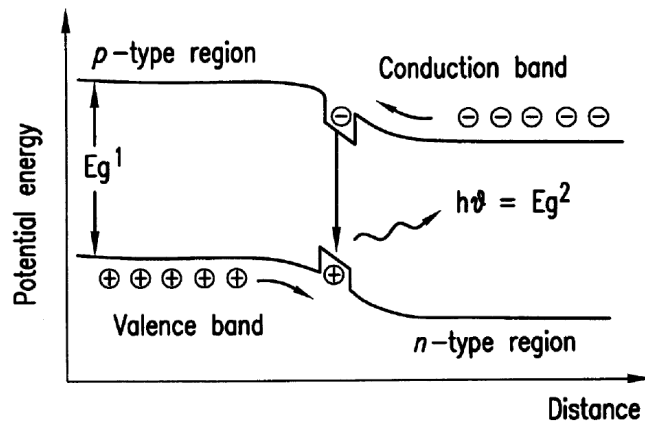 p-type region
Conduction band
Eg¹
hϑ = Eg²
Potential energy
Valence band
n-type region
Distance